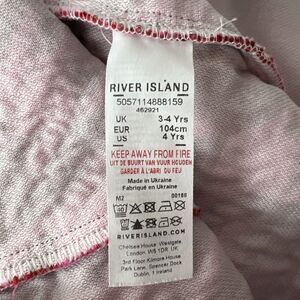 RIVER ISLAND
5057114888159
462921
UK 3-4 Yrs
EUR 104cm
US 4 Yrs
KEEP AWAY FROM FIRE
UIT DE BUURT VAN VUUR HOUDEN
GARDER À L'ABRI DU FEU
Made in Ukraine
Fabriqué en Ukraine
M2 00188
RIVERISLAND.COM
Chelsea House, Westgate
London W5 1DR UK
3rd Floor Kilmore House
Park Lane, Spencer Dock
Dublin, 1 Ireland